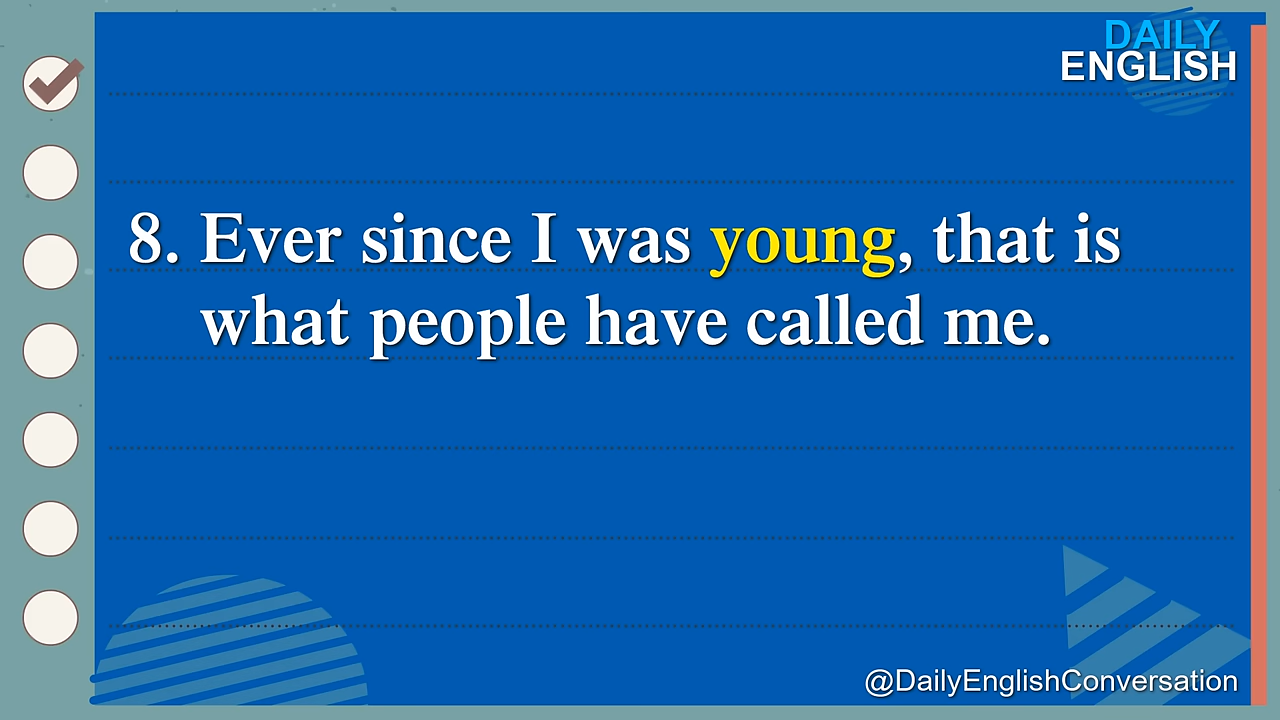 DAILY
ENGLISH
8. Ever since I was young, that is
what people have called me.
@DailyEnglishConversation